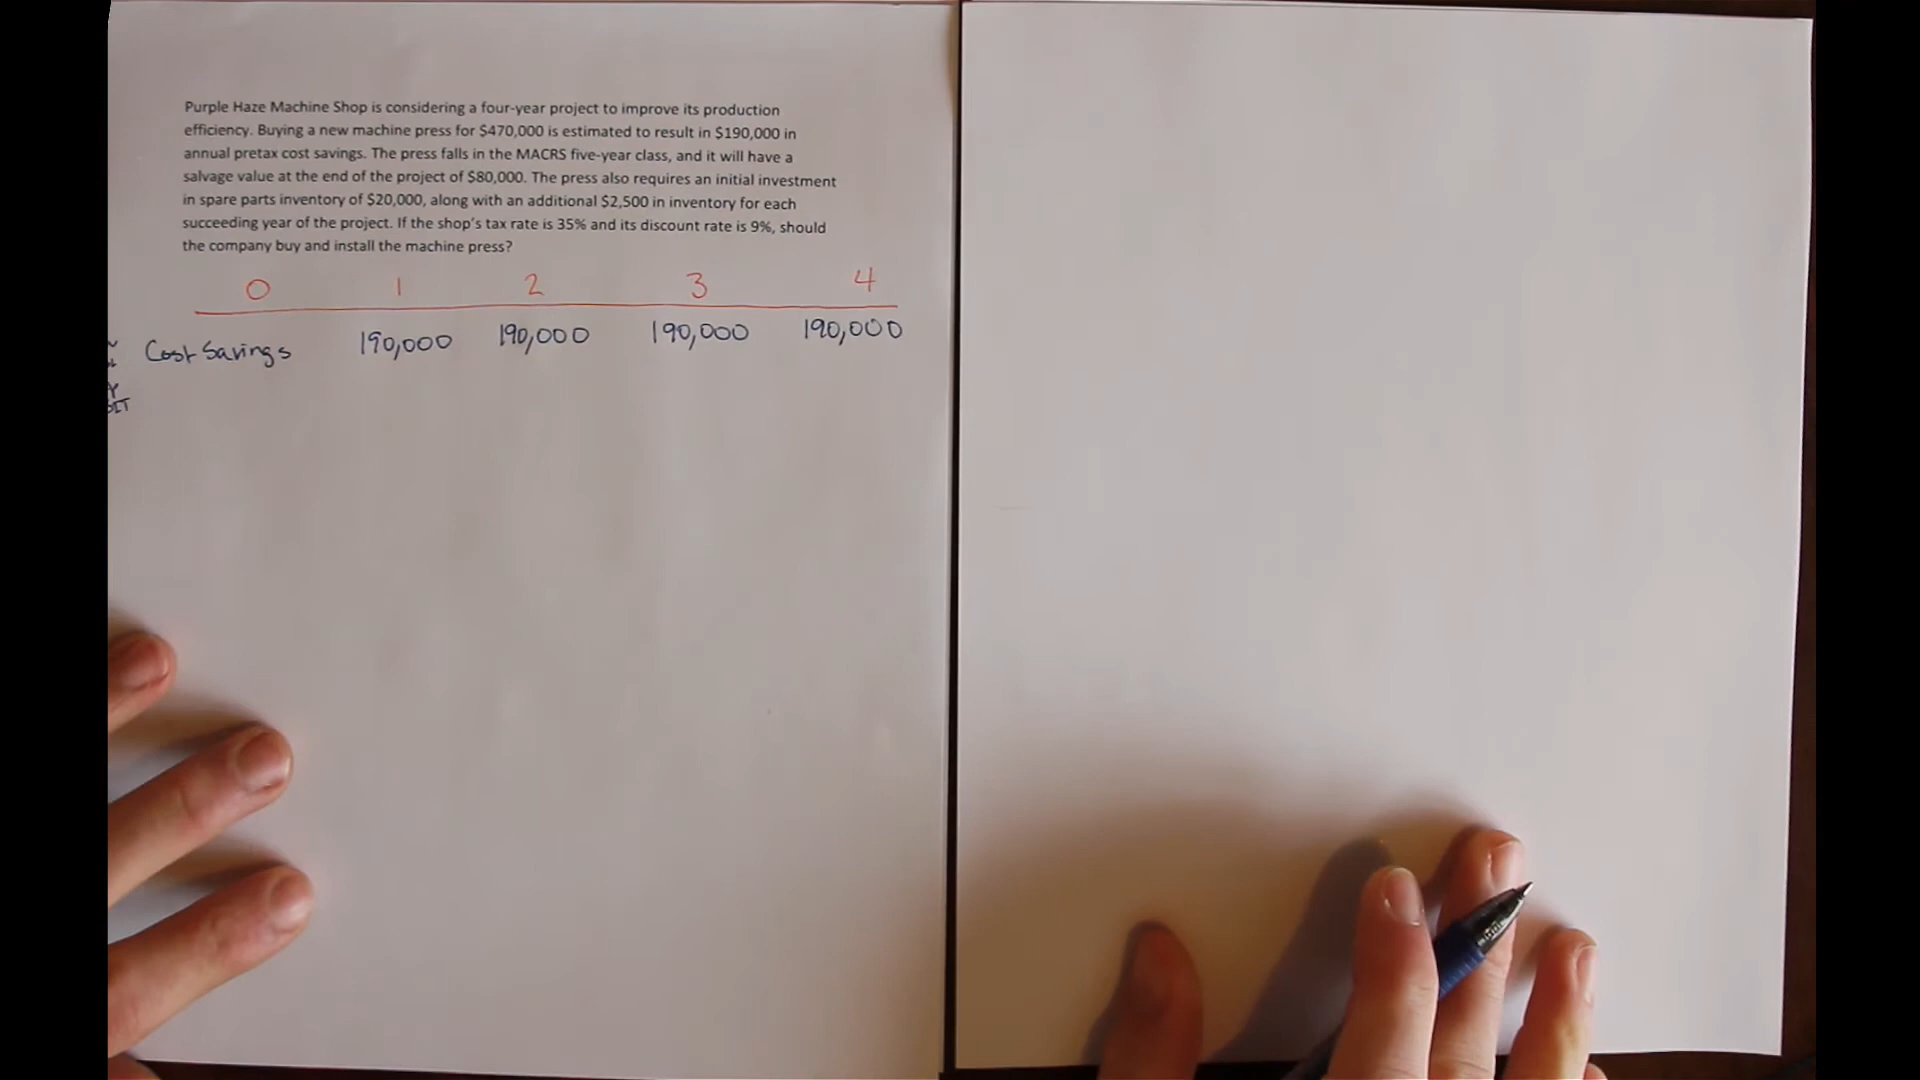 Purple Haze Machine Shop is considering a four-year project to improve its production
efficiency. Buying a new machine press for $470,000 is estimated to result in $190,000 in
annual pretax cost savings. The press falls in the MACRS five-year class, and it will have a
salvage value at the end of the project of $80,000. The press also requires an initial investment
in spare parts inventory of $20,000, along with an additional $2,500 in inventory for each
succeeding year of the project. If the shop's tax rate is 35% and its discount rate is 9%, should
the company buy and install the machine press?
0 1 2 3 4
Cost Savings 190,000 190,000 190,000 190,000